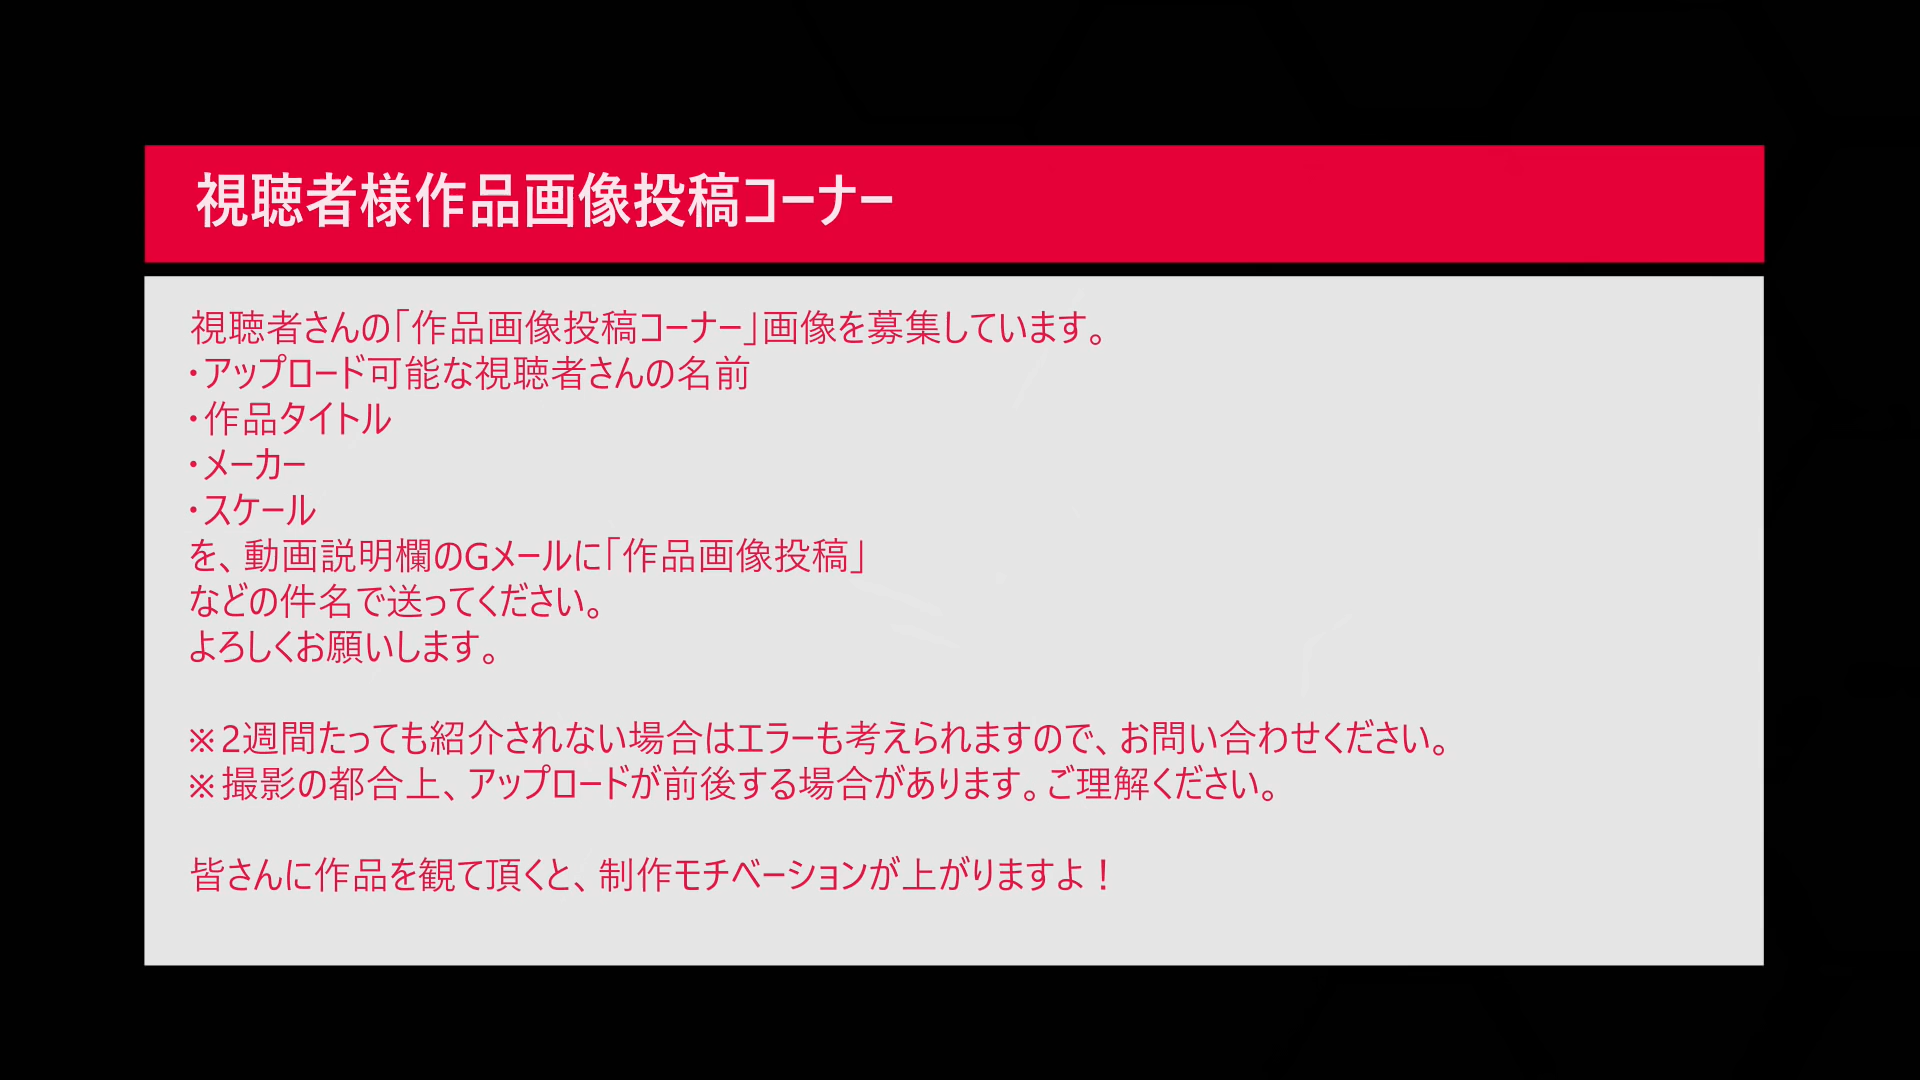 視聴者様作品画像投稿コーナー
視聴者さんの「作品画像投稿コーナー」画像を募集しています。
・アップロード可能な視聴者さんの名前
・作品タイトル
・メーカー
・スケール
を、動画説明欄のGメールに「作品画像投稿」
などの件名で送ってください。
よろしくお願いします。
※2週間たっても紹介されない場合はエラーも考えられますので、お問い合わせください。
※撮影の都合上、アップロードが前後する場合があります。ご理解ください。
皆さんに作品を観て頂くと、制作モチベーションが上がりますよ！